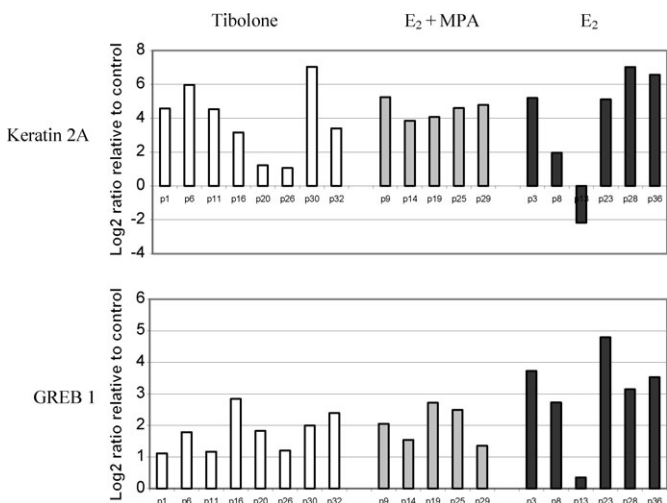 Tibolone E₂ + MPA E₂
Keratin 2A
Log2 ratio relative to control
8
6
4
2
0
-2
-4
p1 p6 p11 p16 p20 p26 p30 p32 p9 p14 p19 p25 p29 p3 p8 p13 p23 p28 p36
GREB 1
Log2 ratio relative to control
6
5
4
3
2
1
0
p1 p6 p11 p16 p20 p26 p30 p32 p9 p14 p19 p25 p29 p3 p8 p13 p23 p28 p36